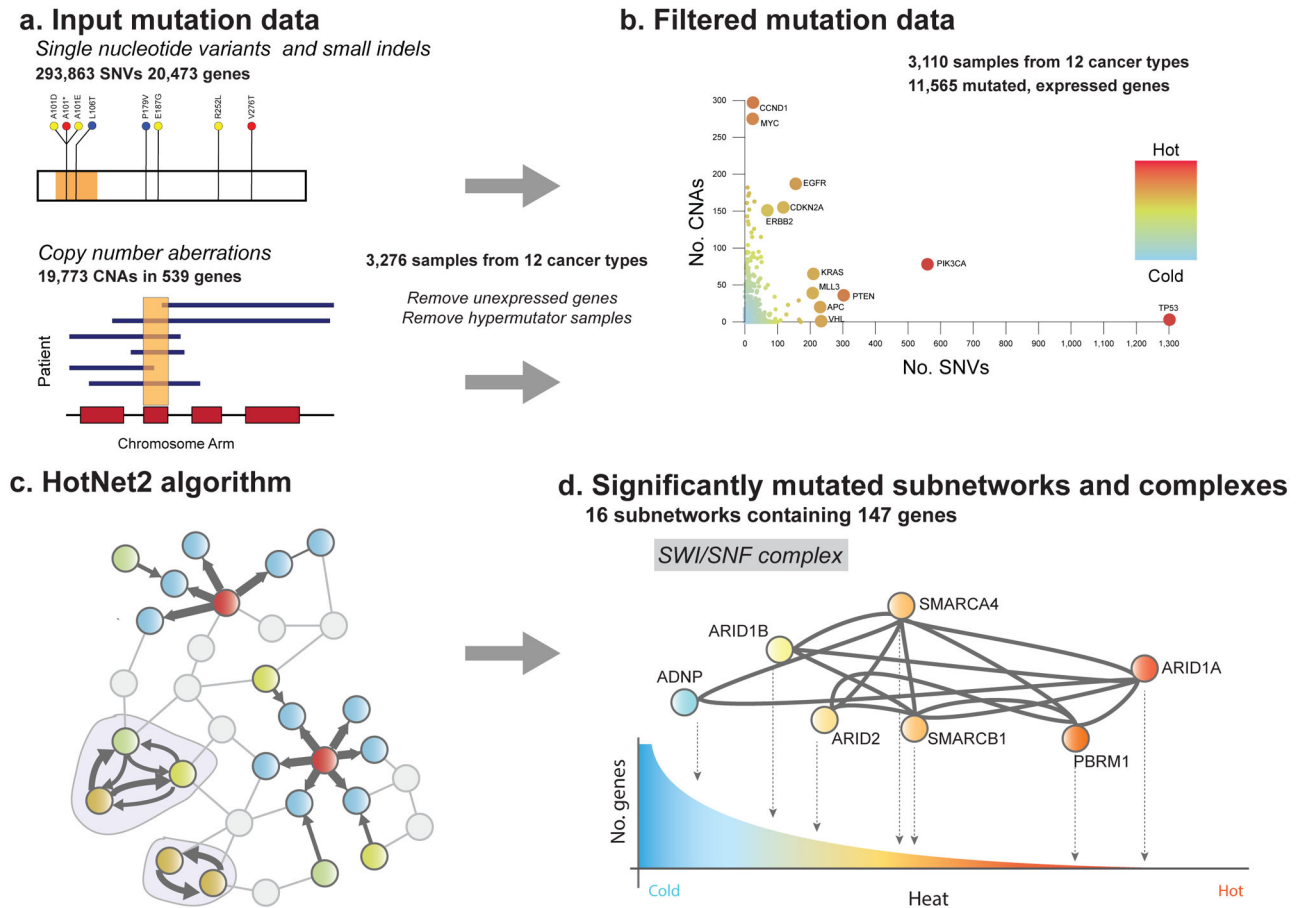 a. Input mutation data
Single nucleotide variants and small indels
293,863 SNVs 20,473 genes
A101D
A101*
A101E
L106T
P179V
E187G
R252L
V276T
Copy number aberrations
19,773 CNAs in 539 genes
Patient
Chromosome Arm
3,276 samples from 12 cancer types
Remove unexpressed genes
Remove hypermutator samples
b. Filtered mutation data
3,110 samples from 12 cancer types
11,565 mutated, expressed genes
No. CNAs
300
250
200
150
100
50
0
CCND1
MYC
EGFR
CDKN2A
ERBB2
KRAS
MLL3
PTEN
APC
VHL
PIK3CA
TP53
0 100 200 300 400 500 600 700 800 900 1,000 1,100 1,200 1,300
No. SNVs
Hot
Cold
c. HotNet2 algorithm
d. Significantly mutated subnetworks and complexes
16 subnetworks containing 147 genes
SWI/SNF complex
SMARCA4
ARID1B
ARID1A
ADNP
ARID2
SMARCB1
PBRM1
No. genes
Cold
Heat
Hot